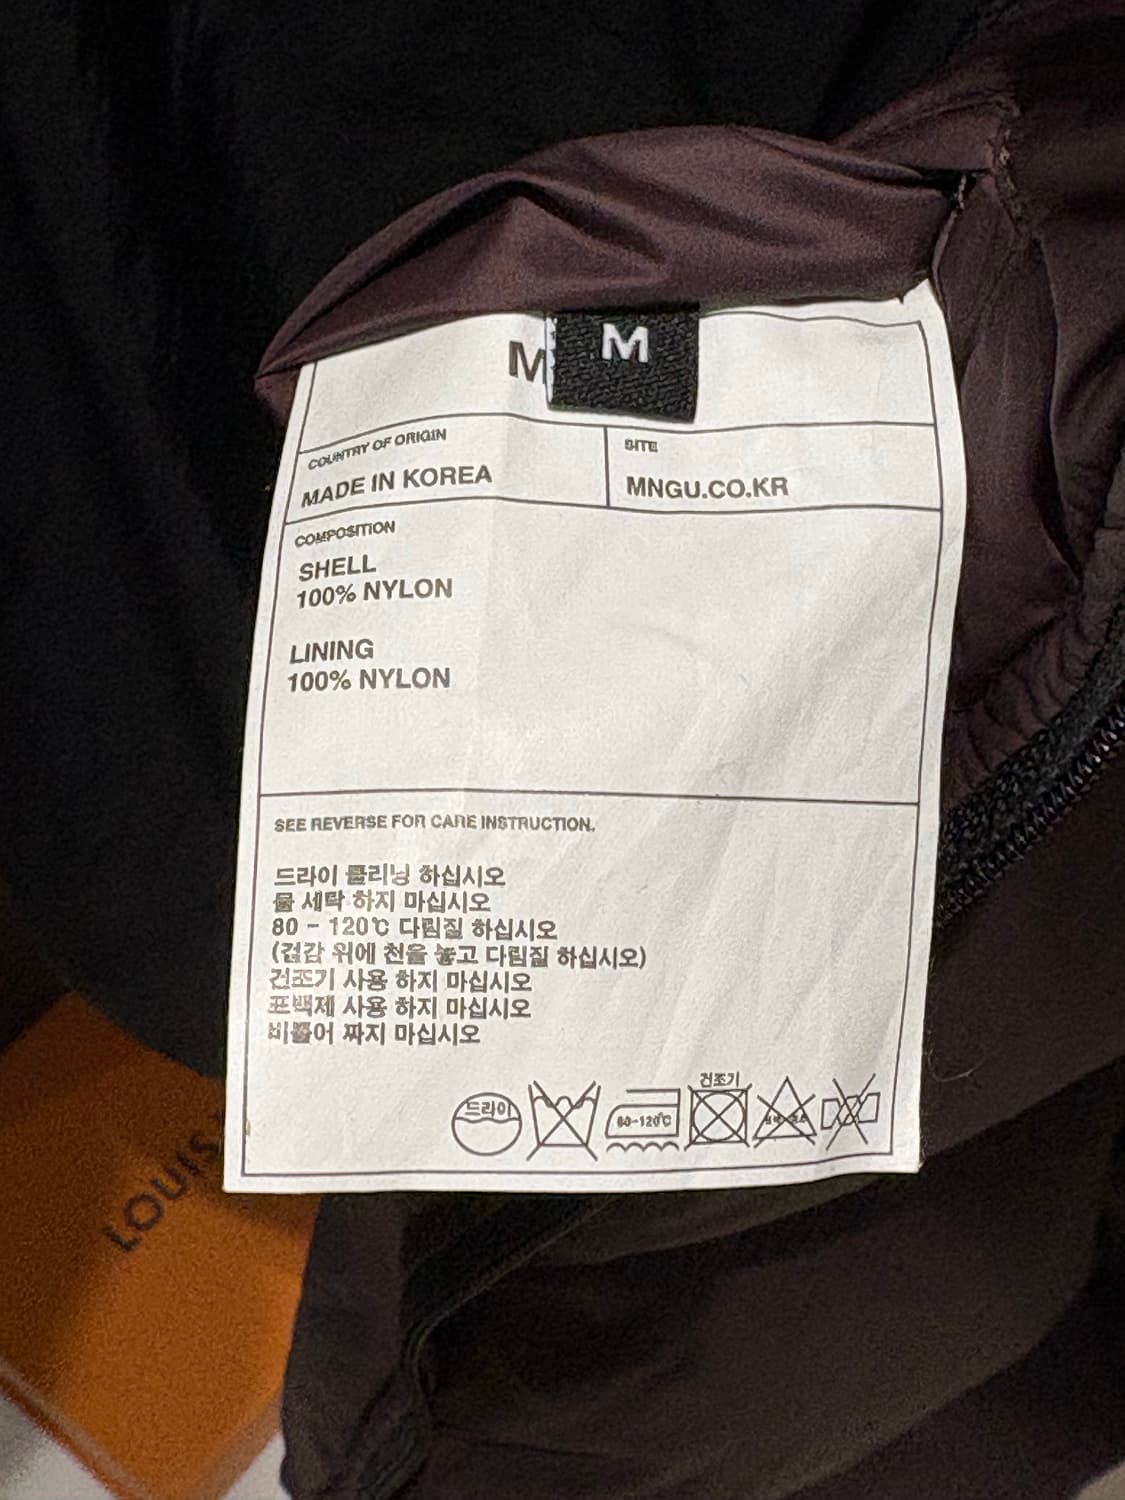 M
M
COUNTRY OF ORIGIN
MADE IN KOREA
SITE
MNGU.CO.KR
COMPOSITION
SHELL
100% NYLON
LINING
100% NYLON
SEE REVERSE FOR CARE INSTRUCTION.
드라이 클리닝 하십시오
물 세탁 하지 마십시오
80 - 120℃ 다림질 하십시오
(겉감 위에 천을 놓고 다림질 하십시오)
건조기 사용 하지 마십시오
표백제 사용 하지 마십시오
비틀어 짜지 마십시오
건조기
드라이
80-120℃
LOUIS